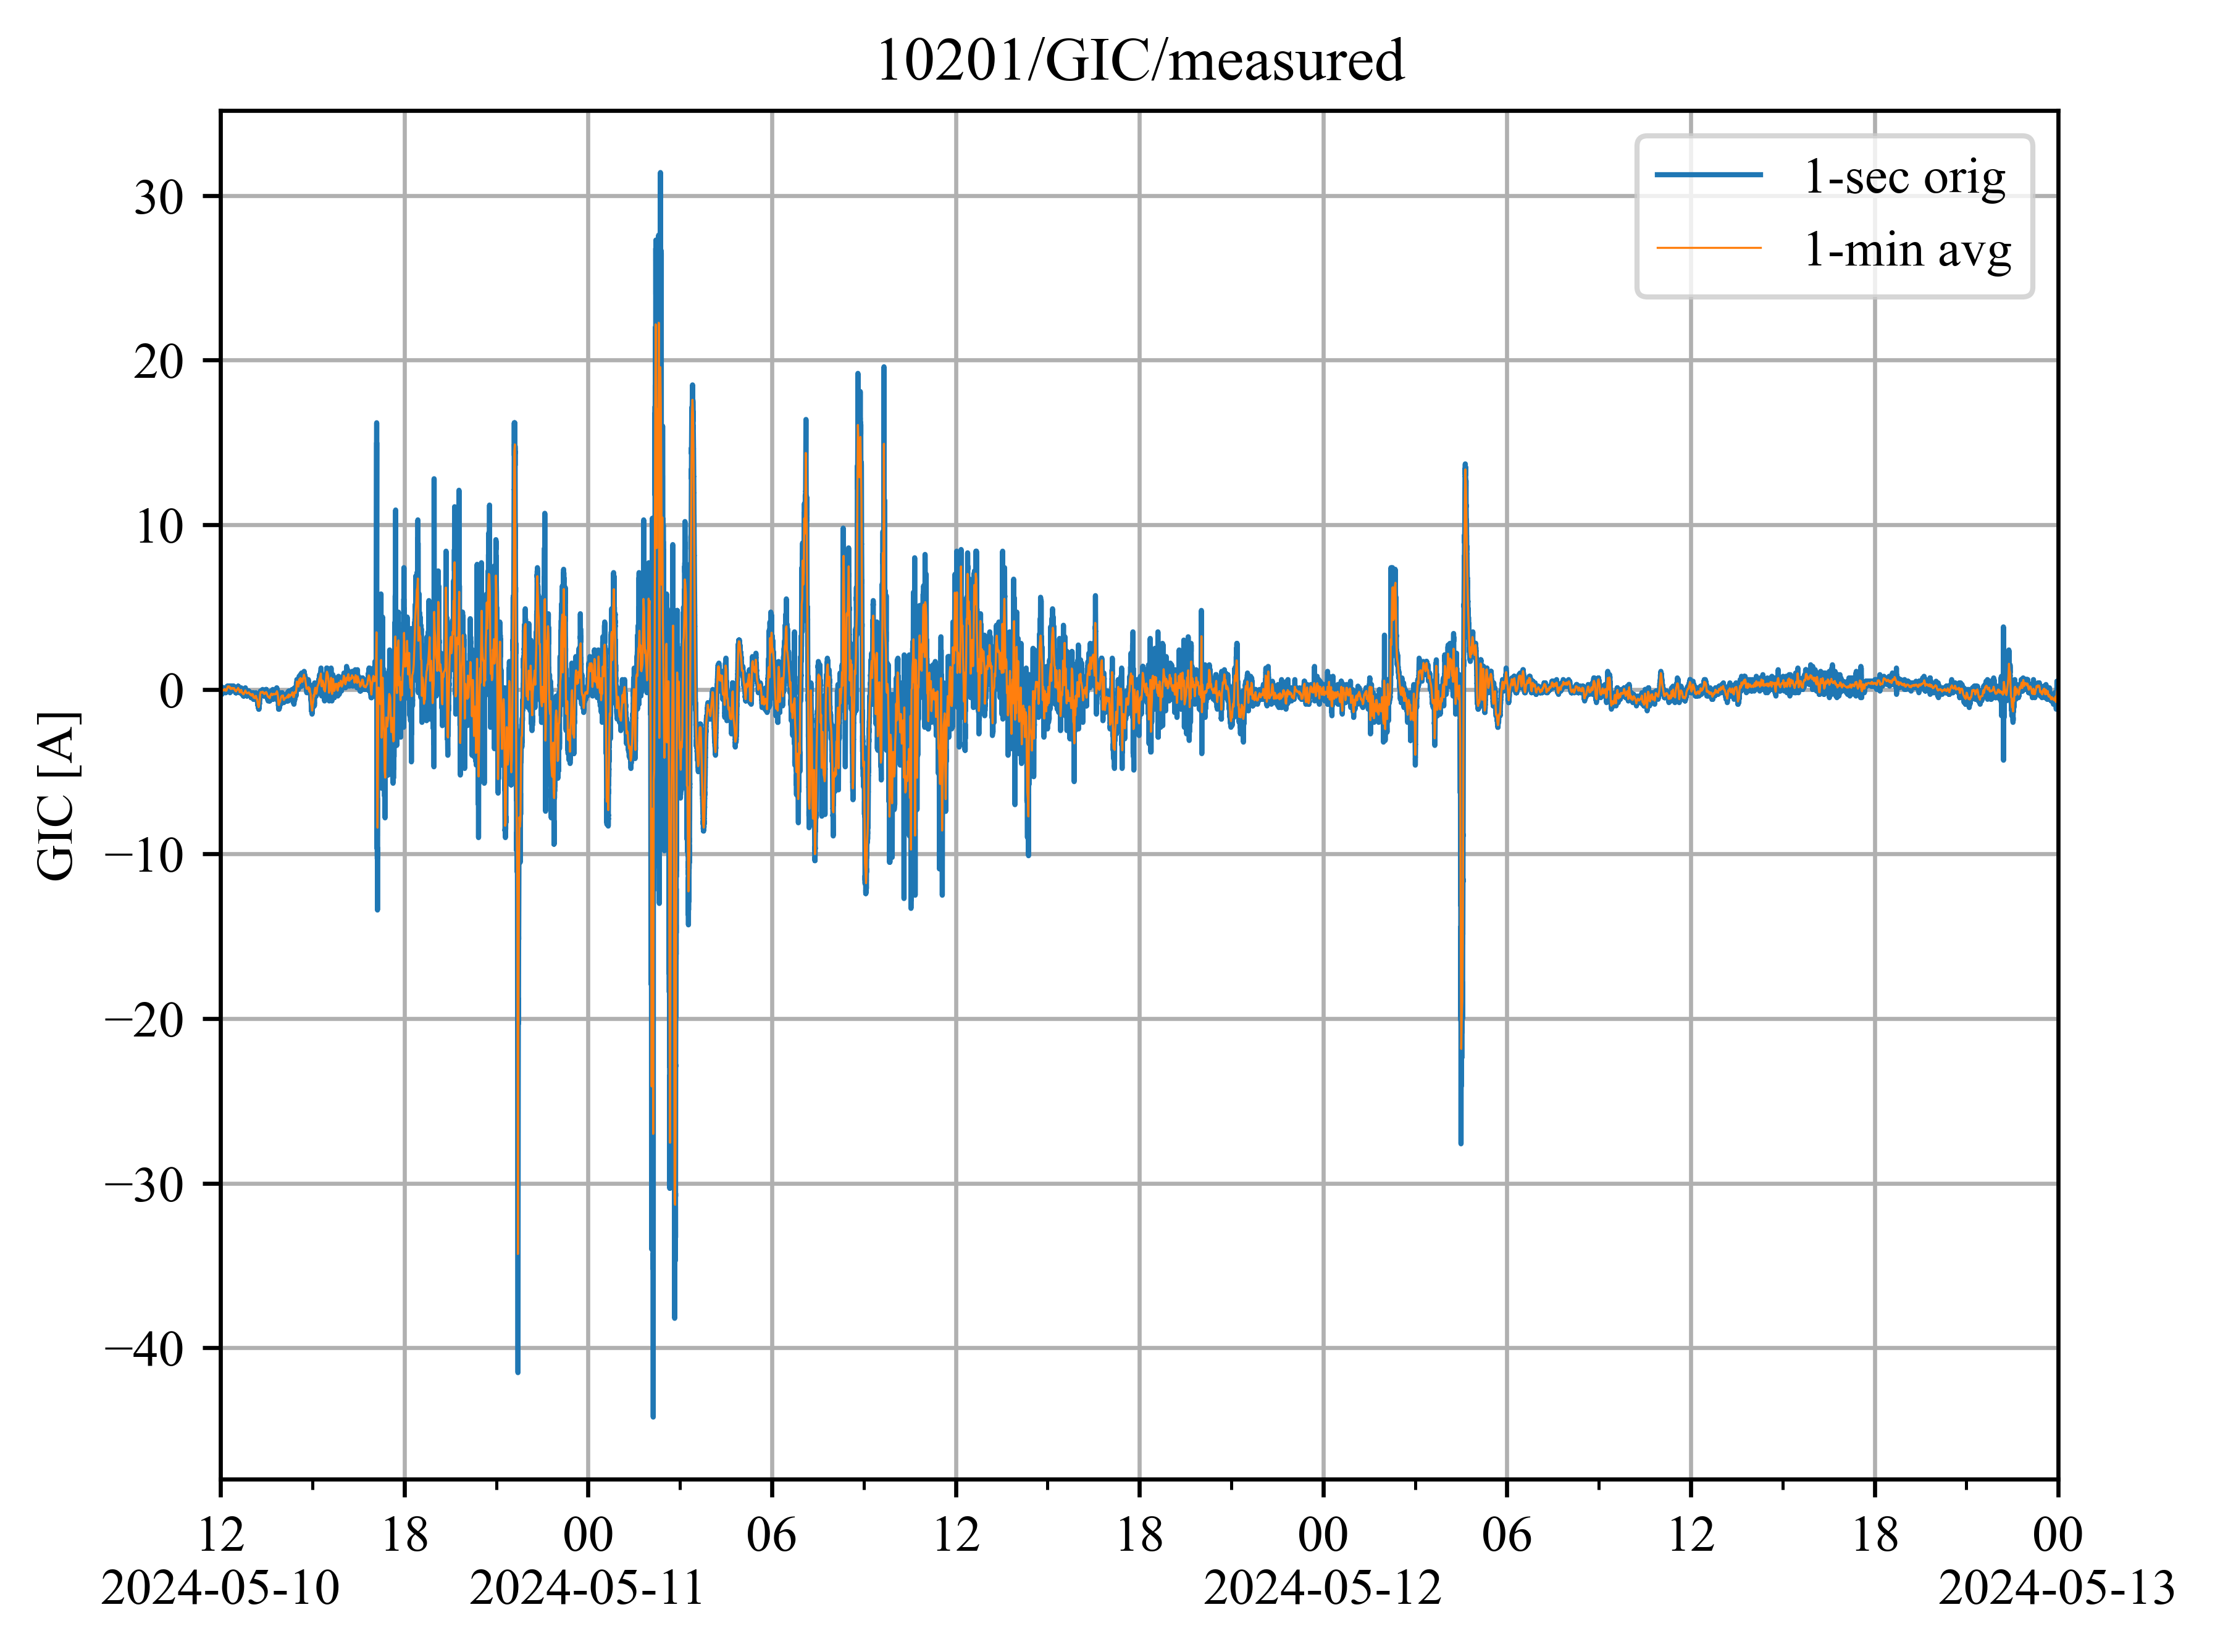 10201/GIC/measured
1-sec orig
1-min avg
30
20
10
0
−10
−20
−30
−40
GIC [A]
12 18 00 06 12 18 00 06 12 18 00
2024-05-10 2024-05-11 2024-05-12 2024-05-13